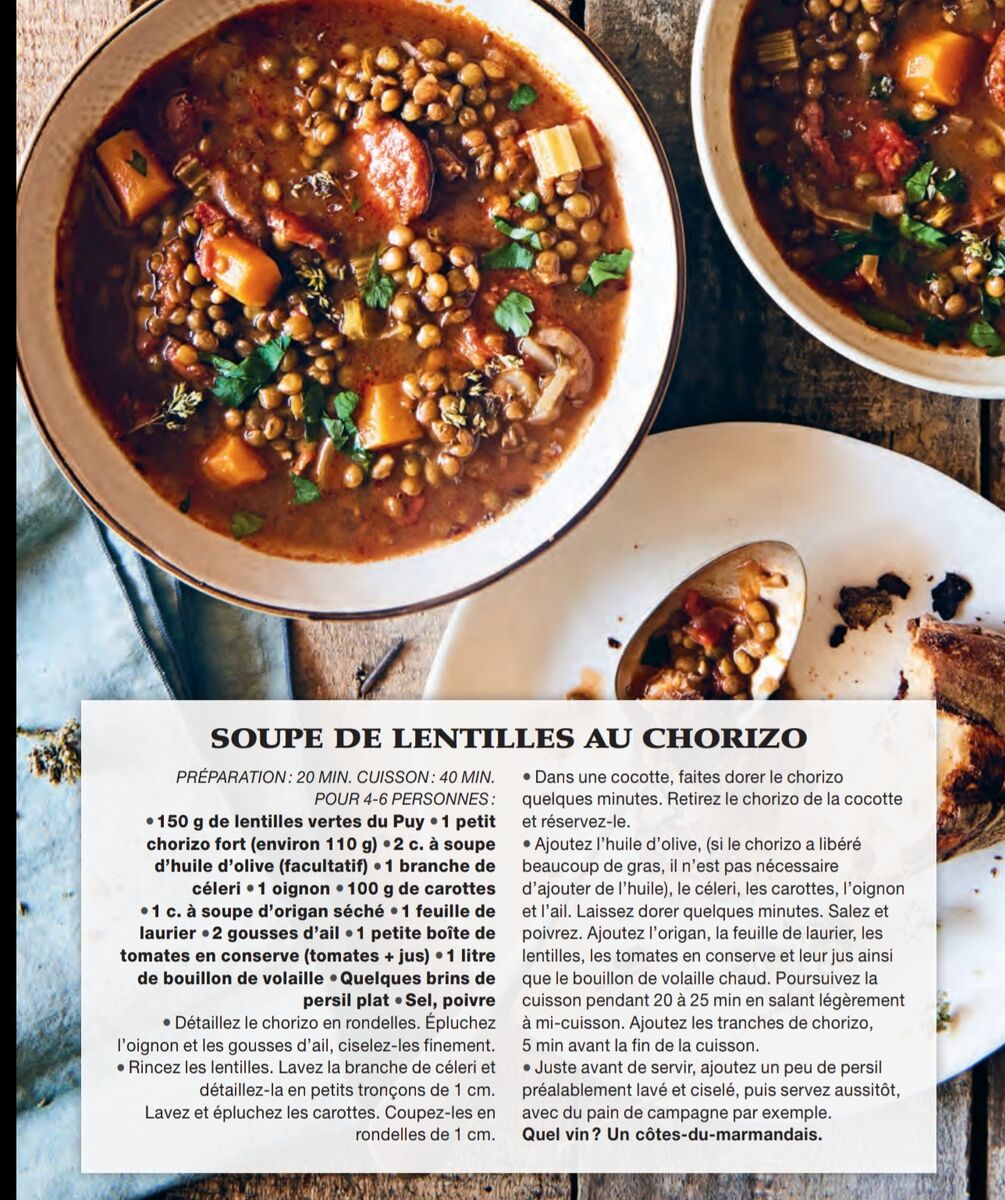 SOUPE DE LENTILLES AU CHORIZO
PRÉPARATION : 20 MIN. CUISSON : 40 MIN.
POUR 4-6 PERSONNES :
• 150 g de lentilles vertes du Puy • 1 petit
chorizo fort (environ 110 g) • 2 c. à soupe
d’huile d’olive (facultatif) • 1 branche de
céleri • 1 oignon • 100 g de carottes
• 1 c. à soupe d’origan séché • 1 feuille de
laurier • 2 gousses d’ail • 1 petite boîte de
tomates en conserve (tomates + jus) • 1 litre
de bouillon de volaille • Quelques brins de
persil plat • Sel, poivre
• Détaillez le chorizo en rondelles. Épluchez
l’oignon et les gousses d’ail, ciselez-les finement.
• Rincez les lentilles. Lavez la branche de céleri et
détaillez-la en petits tronçons de 1 cm.
Lavez et épluchez les carottes. Coupez-les en
rondelles de 1 cm.
• Dans une cocotte, faites dorer le chorizo
quelques minutes. Retirez le chorizo de la cocotte
et réservez-le.
• Ajoutez l’huile d’olive, (si le chorizo a libéré
beaucoup de gras, il n’est pas nécessaire
d’ajouter de l’huile), le céleri, les carottes, l’oignon
et l’ail. Laissez dorer quelques minutes. Salez et
poivrez. Ajoutez l’origan, la feuille de laurier, les
lentilles, les tomates en conserve et leur jus ainsi
que le bouillon de volaille chaud. Poursuivez la
cuisson pendant 20 à 25 min en salant légèrement
à mi-cuisson. Ajoutez les tranches de chorizo,
5 min avant la fin de la cuisson.
• Juste avant de servir, ajoutez un peu de persil
préalablement lavé et ciselé, puis servez aussitôt,
avec du pain de campagne par exemple.
Quel vin ? Un côtes-du-marmandais.